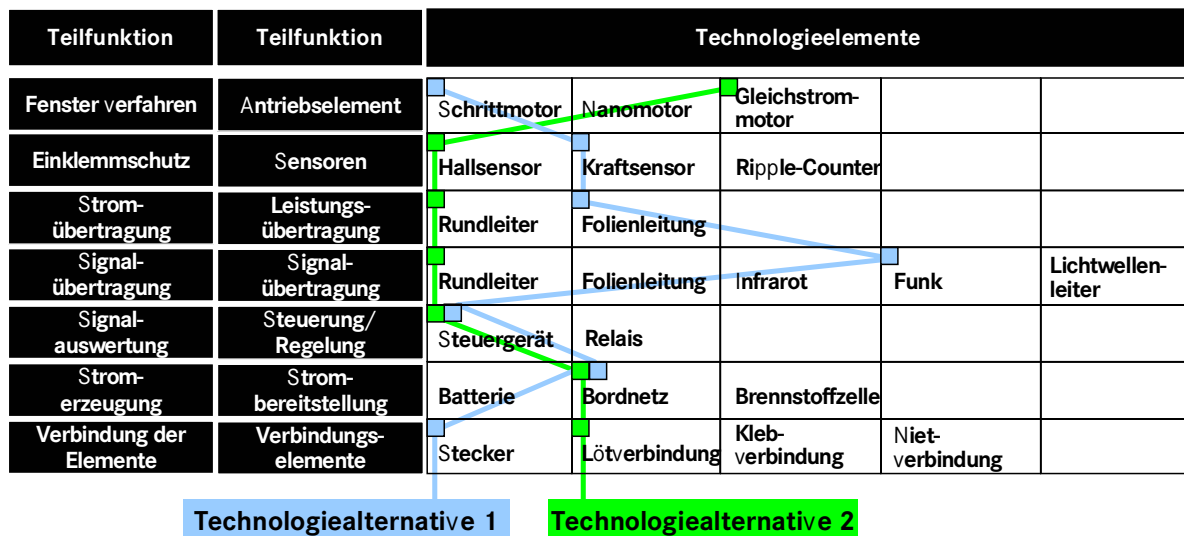 Teilfunktion Teilfunktion Technologieelemente
Fenster verfahren Antriebselement Schrittmotor Nanomotor Gleichstrom-
motor
Einklemmschutz Sensoren Hallsensor Kraftsensor Ripple-Counter
Strom-
übertragung Leistungs-
übertragung Rundleiter Folienleitung
Signal-
übertragung Signal-
übertragung Rundleiter Folienleitung Infrarot Funk Lichtwellen-
leiter
Signal-
auswertung Steuerung/
Regelung Steuergerät Relais
Strom-
erzeugung Strom-
bereitstellung Batterie Bordnetz Brennstoffzelle
Verbindung der
Elemente Verbindungs-
elemente Stecker Lötverbindung Kleb-
verbindung Niet-
verbindung
Technologiealternative 1 Technologiealternative 2